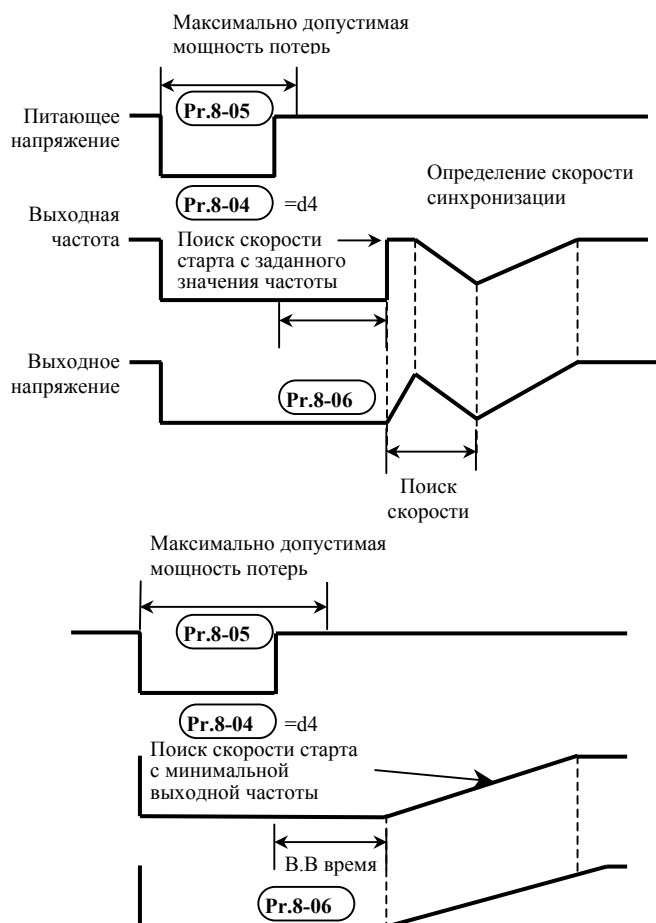 Максимально допустимая
мощность потерь
Pr.8-05
Питающее
напряжение
Определение скорости
синхронизации
Pr.8-04 =d4
Выходная
частота
Поиск скорости
старта с заданного
значения частоты
Выходное
напряжение
Pr.8-06
Поиск
скорости
Максимально допустимая
мощность потерь
Pr.8-05
Pr.8-04 =d4
Поиск скорости старта
с минимальной
выходной частоты
В.В время
Pr.8-06